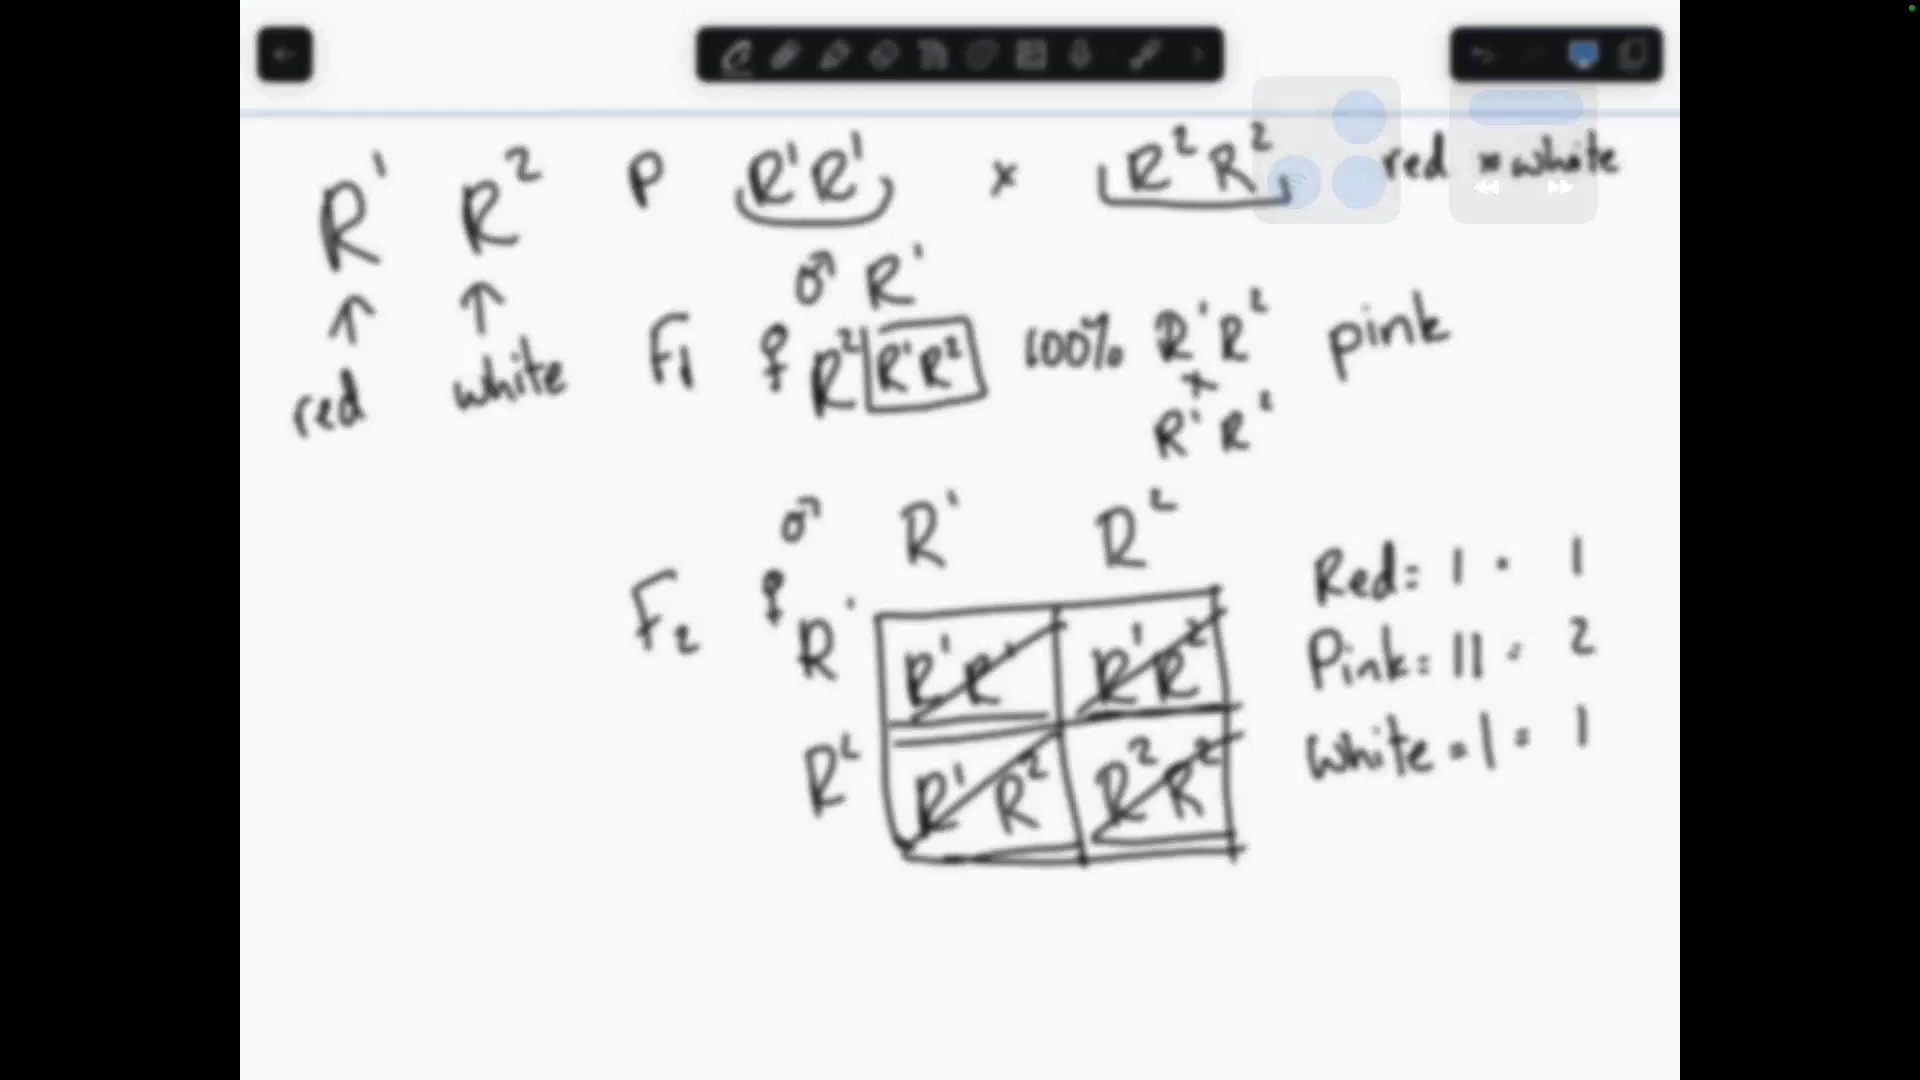 R¹ R² P R¹R¹ × R²R² red × white
♂ R¹
red white F₁ ♀ R² R¹R² 100% R¹R² pink
×
R¹R²
♂ R¹ R²
F₂ ♀ R¹ R¹R¹ R¹R² Red = 1 = 1
Pink = 11 = 2
R² R¹R² R²R² White = 1 = 1